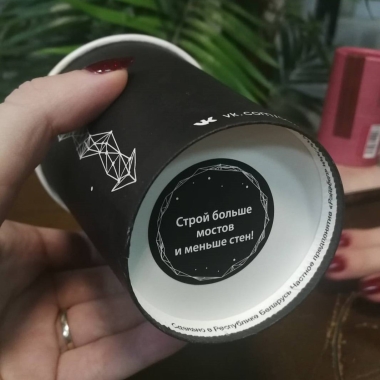 Строй больше
мостов
и меньше стен!
vk.com/
Сделано в Республике Беларусь Частное предприятие